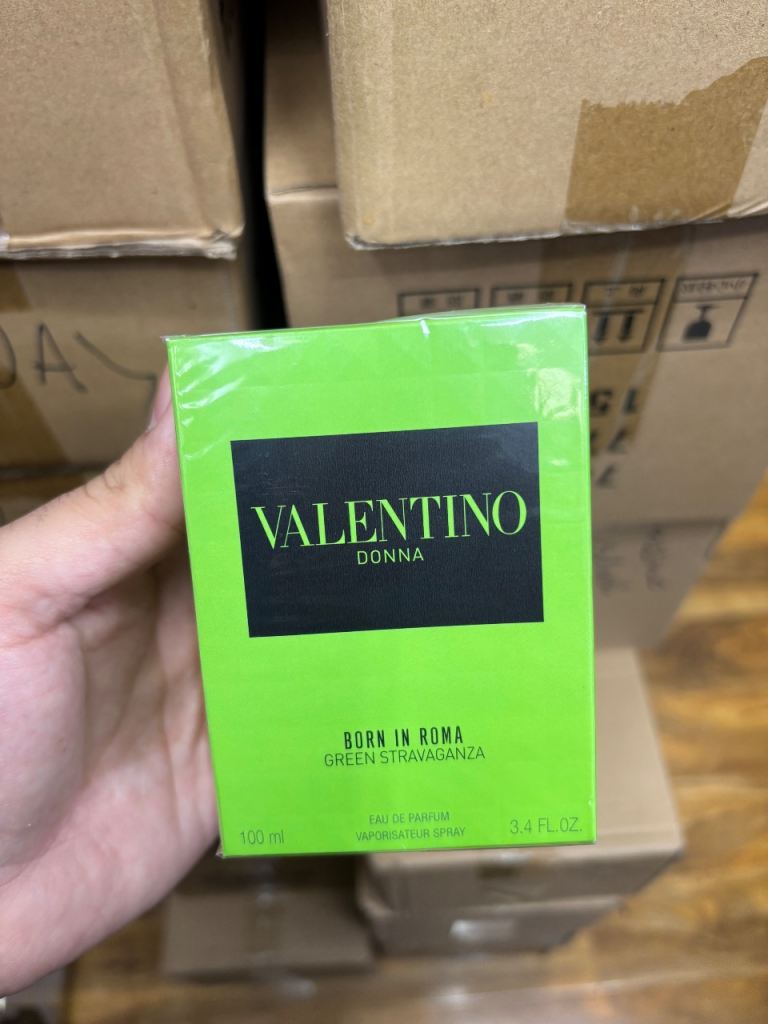 VALENTINO
DONNA
BORN IN ROMA
GREEN STRAVAGANZA
EAU DE PARFUM
VAPORISATEUR SPRAY
100 ml
3.4 FL.OZ.